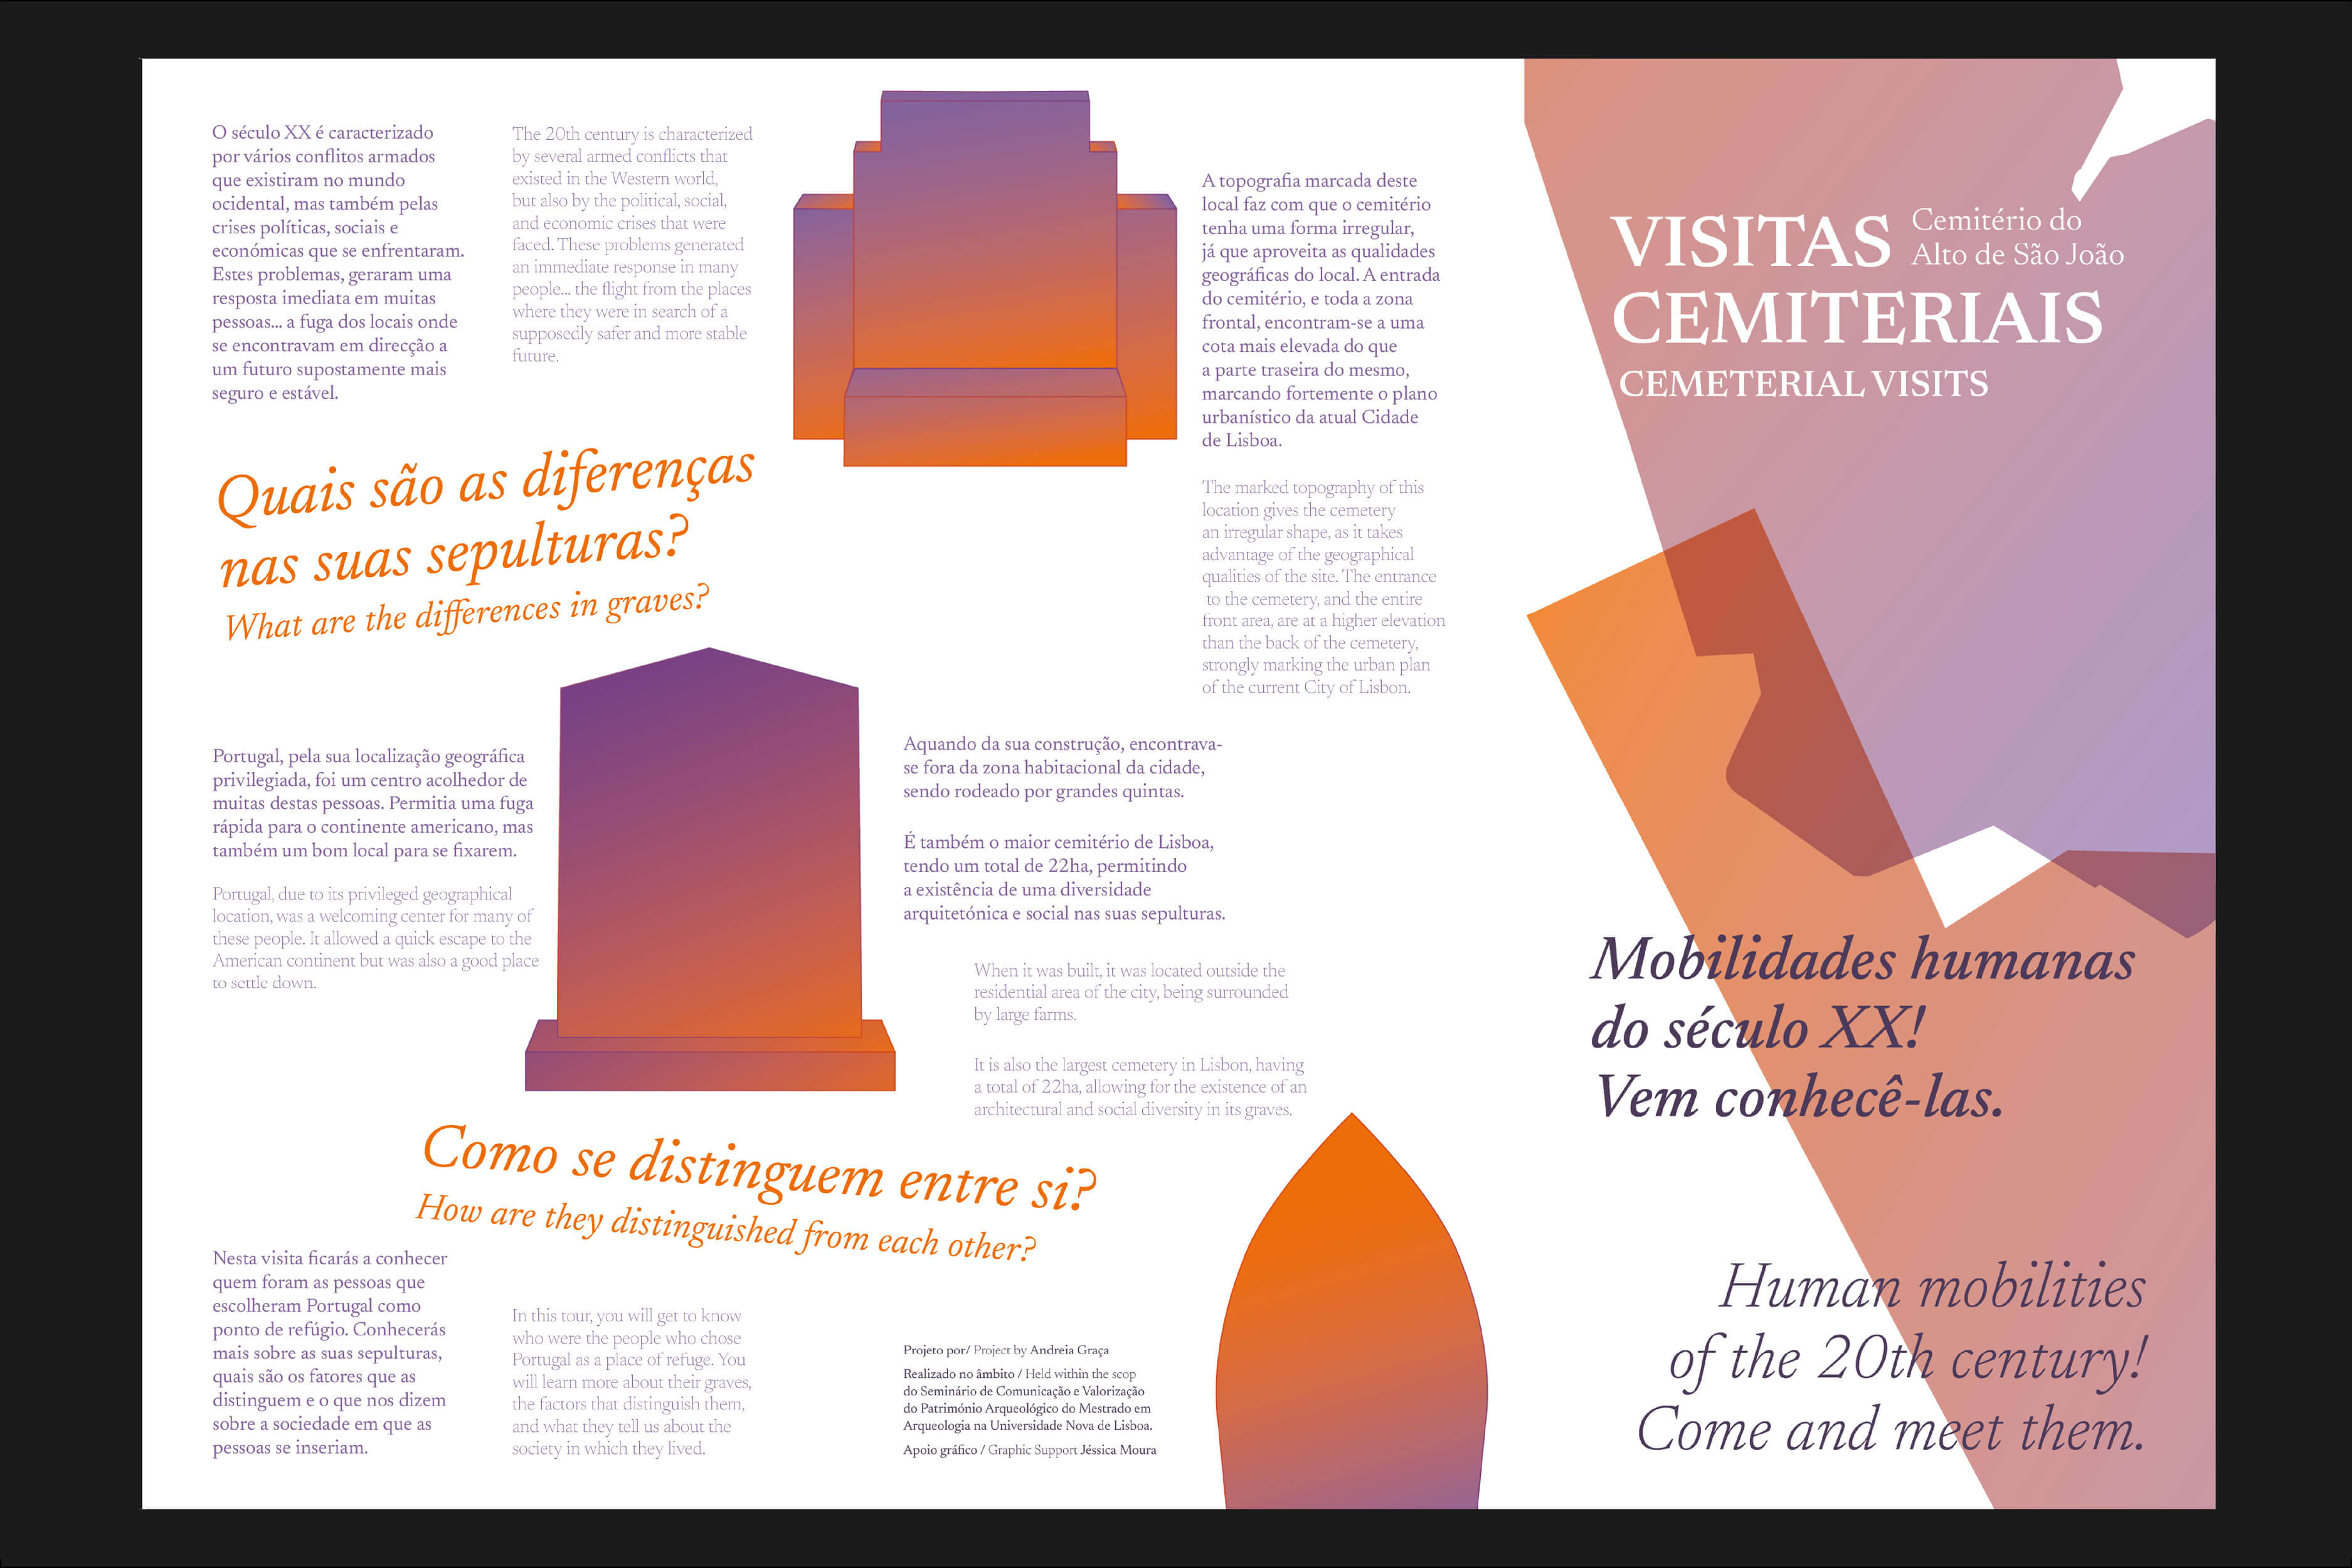 O século XX é caracterizado
por vários conflitos armados
que existiram no mundo
ocidental, mas também pelas
crises políticas, sociais e
económicas que se enfrentaram.
Estes problemas, geraram uma
resposta imediata em muitas
pessoas... a fuga dos locais onde
se encontravam em direcção a
um futuro supostamente mais
seguro e estável.
The 20th century is characterized
by several armed conflicts that
existed in the Western world,
but also by the political, social,
and economic crises that were
faced. These problems generated
an immediate response in many
people... the flight from the places
where they were in search of a
supposedly safer and more stable
future.
Quais são as diferenças
nas suas sepulturas?
What are the differences in graves?
Portugal, pela sua localização geográfica
privilegiada, foi um centro acolhedor de
muitas destas pessoas. Permitia uma fuga
rápida para o continente americano, mas
também um bom local para se fixarem.
Portugal, due to its privileged geographical
location, was a welcoming center for many of
these people. It allowed a quick escape to the
American continent but was also a good place
to settle down.
Como se distinguem entre si?
How are they distinguished from each other?
Nesta visita ficarás a conhecer
quem foram as pessoas que
escolheram Portugal como
ponto de refúgio. Conhecerás
mais sobre as suas sepulturas,
quais são os fatores que as
distinguem e o que nos dizem
sobre a sociedade em que as
pessoas se inseriam.
In this tour, you will get to know
who were the people who chose
Portugal as a place of refuge. You
will learn more about their graves,
the factors that distinguish them,
and what they tell us about the
society in which they lived.
A topografia marcada deste
local faz com que o cemitério
tenha uma forma irregular,
já que aproveita as qualidades
geográficas do local. A entrada
do cemitério, e toda a zona
frontal, encontram-se a uma
cota mais elevada do que
a parte traseira do mesmo,
marcando fortemente o plano
urbanístico da atual Cidade
de Lisboa.
The marked topography of this
location gives the cemetery
an irregular shape, as it takes
advantage of the geographical
qualities of the site. The entrance
to the cemetery, and the entire
front area, are at a higher elevation
than the back of the cemetery,
strongly marking the urban plan
of the current City of Lisbon.
Aquando da sua construção, encontrava-
se fora da zona habitacional da cidade,
sendo rodeado por grandes quintas.
É também o maior cemitério de Lisboa,
tendo um total de 22ha, permitindo
a existência de uma diversidade
arquitetónica e social nas suas sepulturas.
When it was built, it was located outside the
residential area of the city, being surrounded
by large farms.
It is also the largest cemetery in Lisbon, having
a total of 22ha, allowing for the existence of an
architectural and social diversity in its graves.
Projeto por/ Project by Andreia Graça
Realizado no âmbito / Held within the scop
do Seminário de Comunicação e Valorização
do Património Arqueológico do Mestrado em
Arqueologia na Universidade Nova de Lisboa.
Apoio gráfico / Graphic Support Jéssica Moura
VISITAS Cemitério do
Alto de São João
CEMITERIAIS
CEMETERIAL VISITS
Mobilidades humanas
do século XX!
Vem conhecê-las.
Human mobilities
of the 20th century!
Come and meet them.